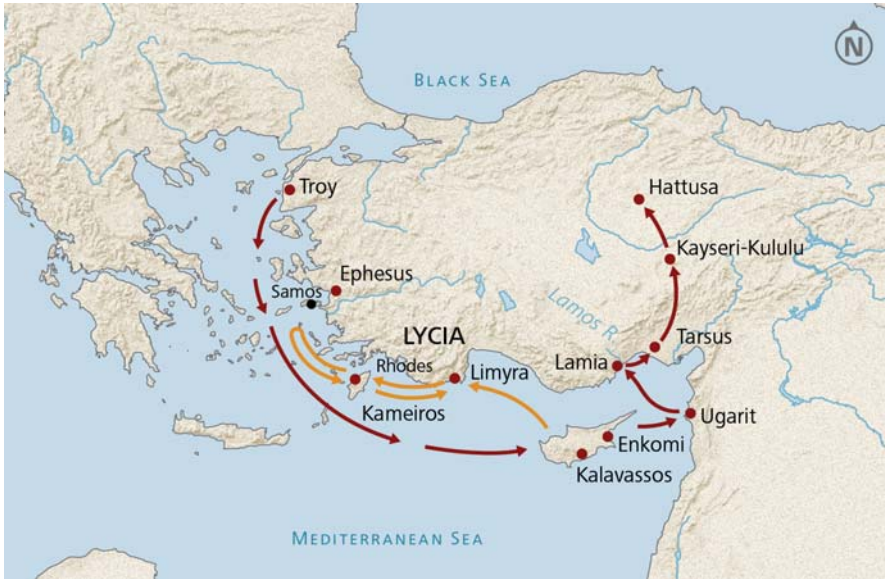 N
BLACK SEA
Troy
Hattusa
Kayseri-Kululu
Ephesus
Samos
Lamos R.
LYCIA
Tarsus
Rhodes
Limyra
Lamia
Kameiros
Ugarit
Enkomi
Kalavassos
MEDITERRANEAN SEA